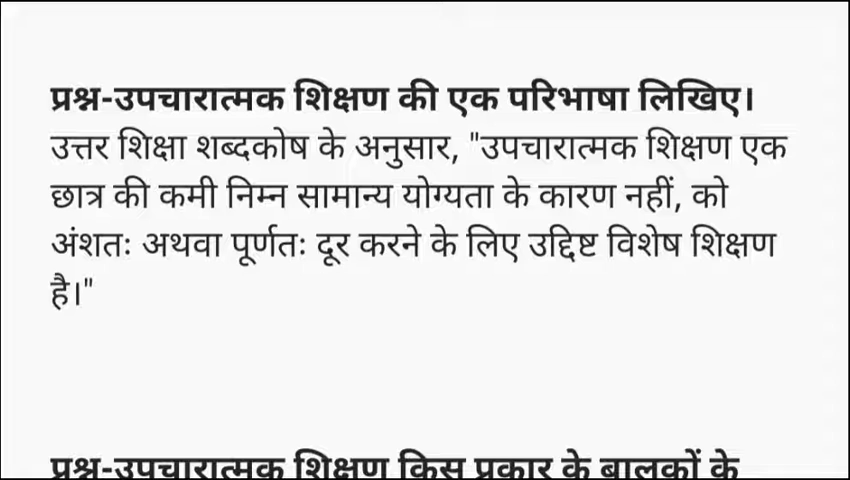 प्रश्न-उपचारात्मक शिक्षण की एक परिभाषा लिखिए।
उत्तर शिक्षा शब्दकोष के अनुसार, "उपचारात्मक शिक्षण एक
छात्र की कमी निम्न सामान्य योग्यता के कारण नहीं, को
अंशतः अथवा पूर्णतः दूर करने के लिए उद्दिष्ट विशेष शिक्षण
है।"
प्रश्न-उपचारात्मक शिक्षण किस प्रकार के बालकों के